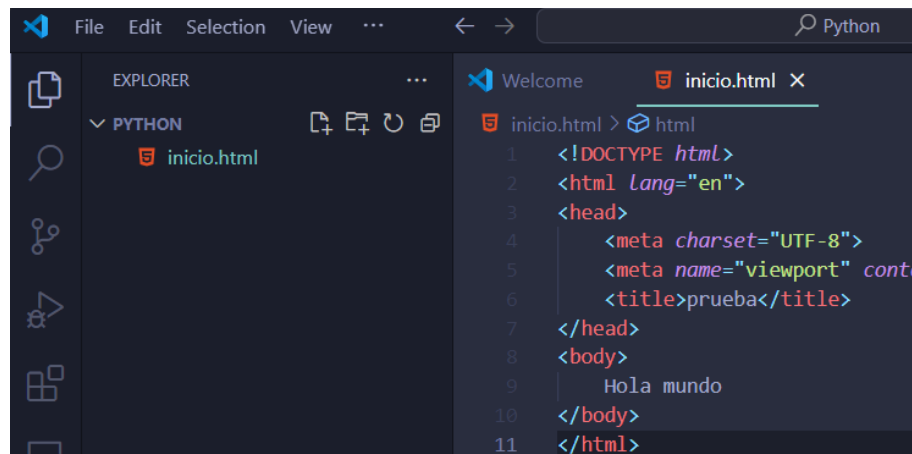 File Edit Selection View ··· Python
EXPLORER ···
PYTHON
inicio.html
Welcome inicio.html
inicio.html > html
1 <!DOCTYPE html>
2 <html lang="en">
3 <head>
4 <meta charset="UTF-8">
5 <meta name="viewport" cont
6 <title>prueba</title>
7 </head>
8 <body>
9 Hola mundo
10 </body>
11 </html>